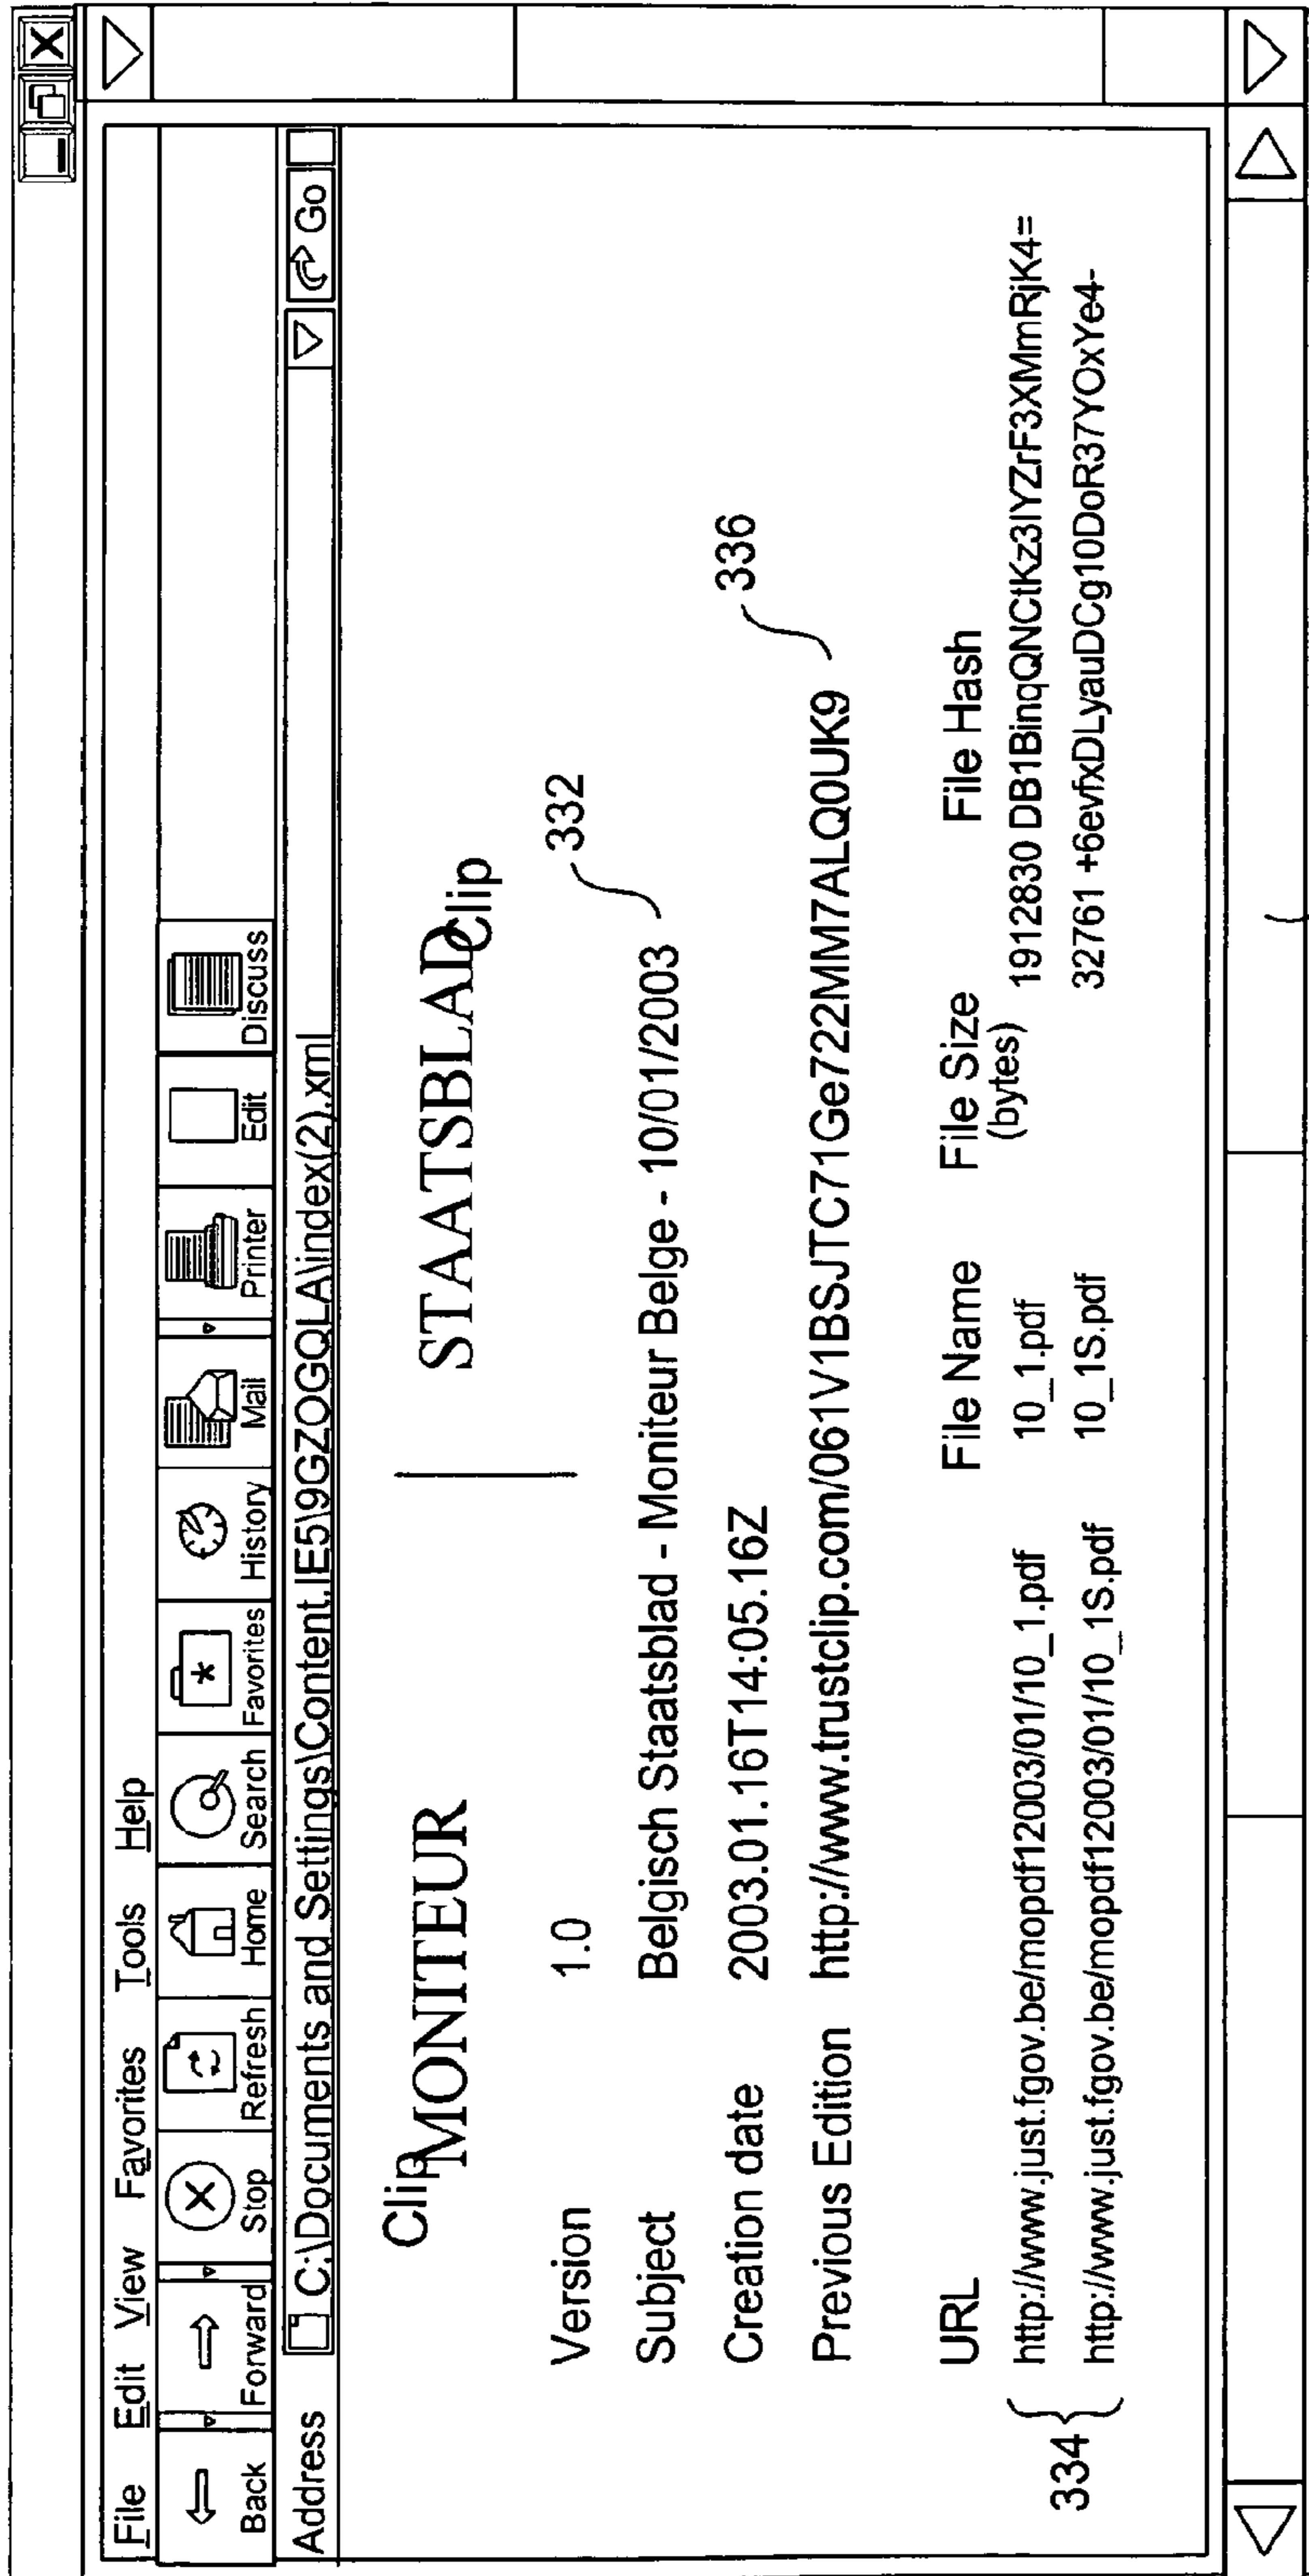 File Edit View Favorites Tools Help
Back Forward Stop Refresh Home Search Favorites History Mail Printer Edit Discuss
Address C:\Documents and Settings\Content.IE5\9GZOGQLA\index(2).xml Go
Clip MONITEUR STAATSBLAD Clip
Version 1.0
332
Subject Belgisch Staatsblad - Moniteur Belge - 10/01/2003
Creation date 2003.01.16T14:05.16Z
336
Previous Edition http://www.trustclip.com/061V1BSJTC71Ge722MM7ALQ0UK9
URL File Name File Size File Hash
(bytes)
http://www.just.fgov.be/mopdf12003/01/10_1.pdf 10_1.pdf 1912830 DB1BinqQNCtKz3IYZrF3XMmRjK4=
334
http://www.just.fgov.be/mopdf12003/01/10_1S.pdf 10_1S.pdf 32761 +6evfxDLyauDCg10DoR37YOxYe4-